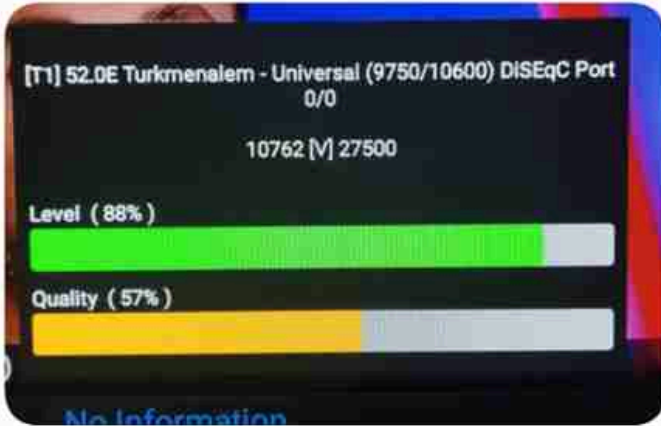 [T1] 52.0E Turkmenalem - Universal (9750/10600) DiSEqC Port
0/0
10762 [V] 27500
Level ( 88% )
Quality ( 57% )
No Information